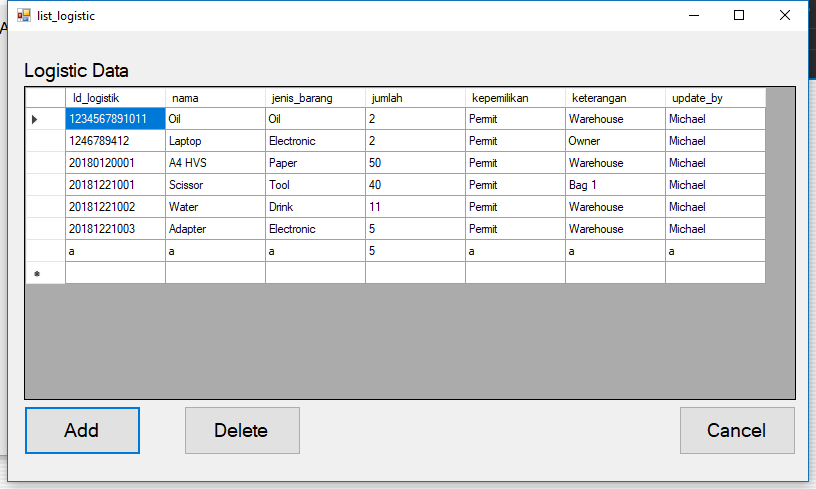 A
list_logistic
Logistic Data
Id_logistik nama jenis_barang jumlah kepemilikan keterangan update_by
1234567891011 Oil Oil 2 Permit Warehouse Michael
1246789412 Laptop Electronic 2 Permit Owner Michael
20180120001 A4 HVS Paper 50 Permit Warehouse Michael
20181221001 Scissor Tool 40 Permit Bag 1 Michael
20181221002 Water Drink 11 Permit Warehouse Michael
20181221003 Adapter Electronic 5 Permit Warehouse Michael
a a a 5 a a a
Add Delete Cancel